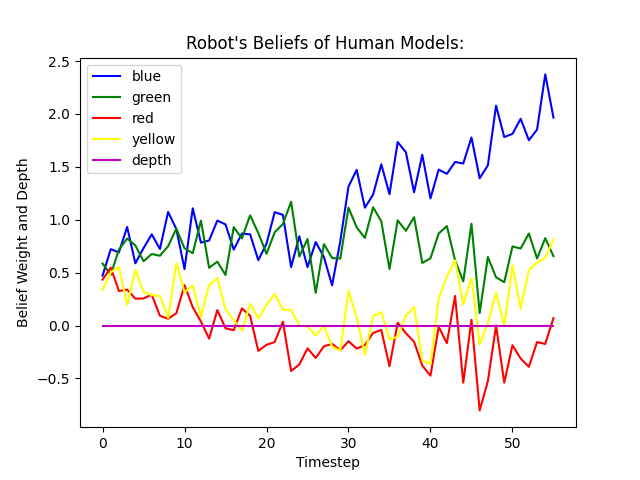 Robot's Beliefs of Human Models:
2.5
2.0
1.5
1.0
0.5
0.0
−0.5
Belief Weight and Depth
blue
green
red
yellow
depth
0
10
20
30
40
50
Timestep